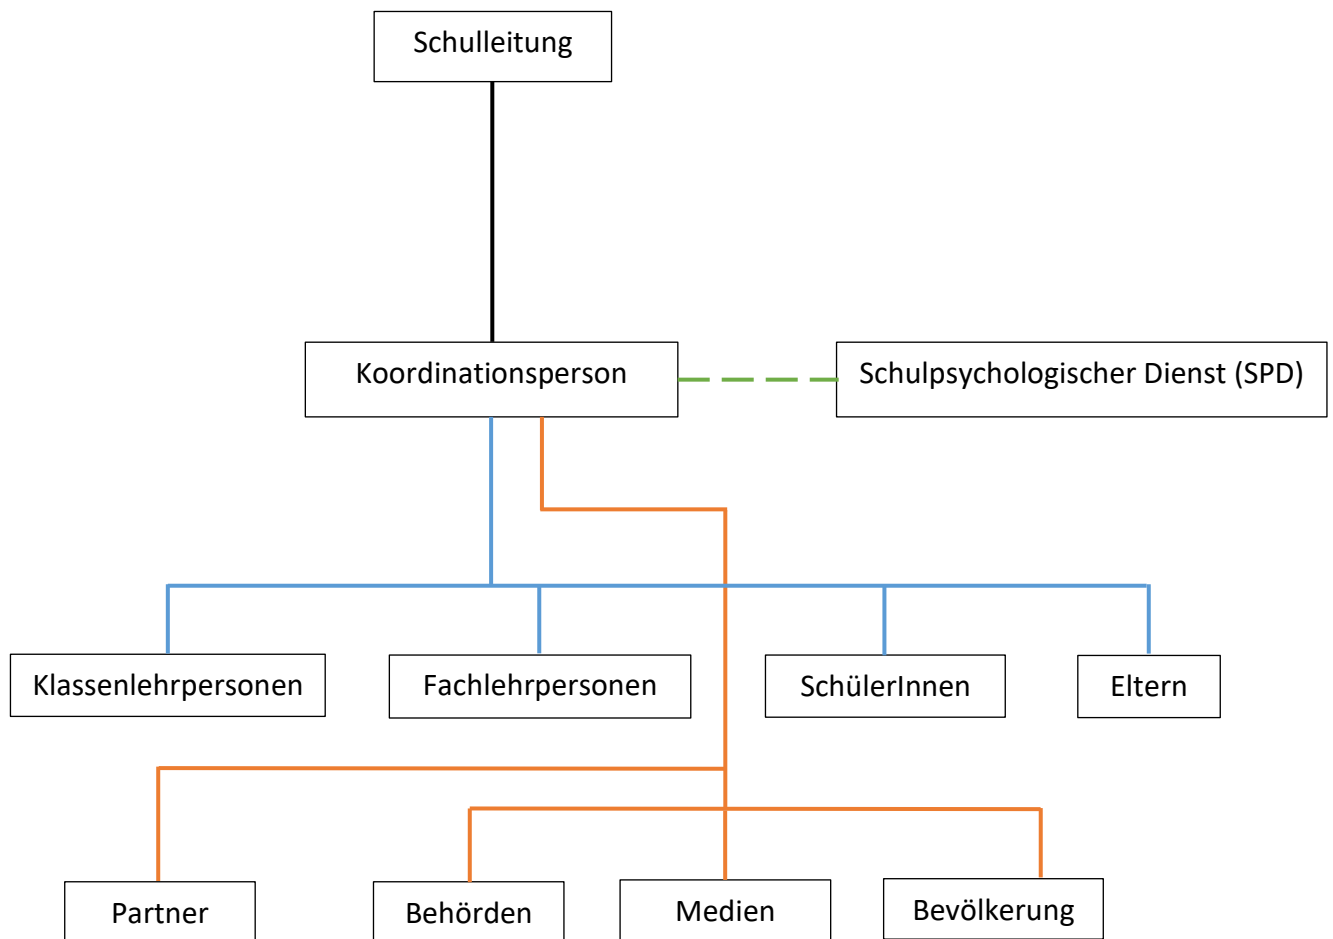 Schulleitung
Koordinationsperson
Schulpsychologischer Dienst (SPD)
Klassenlehrpersonen
Fachlehrpersonen
SchülerInnen
Eltern
Partner
Behörden
Medien
Bevölkerung